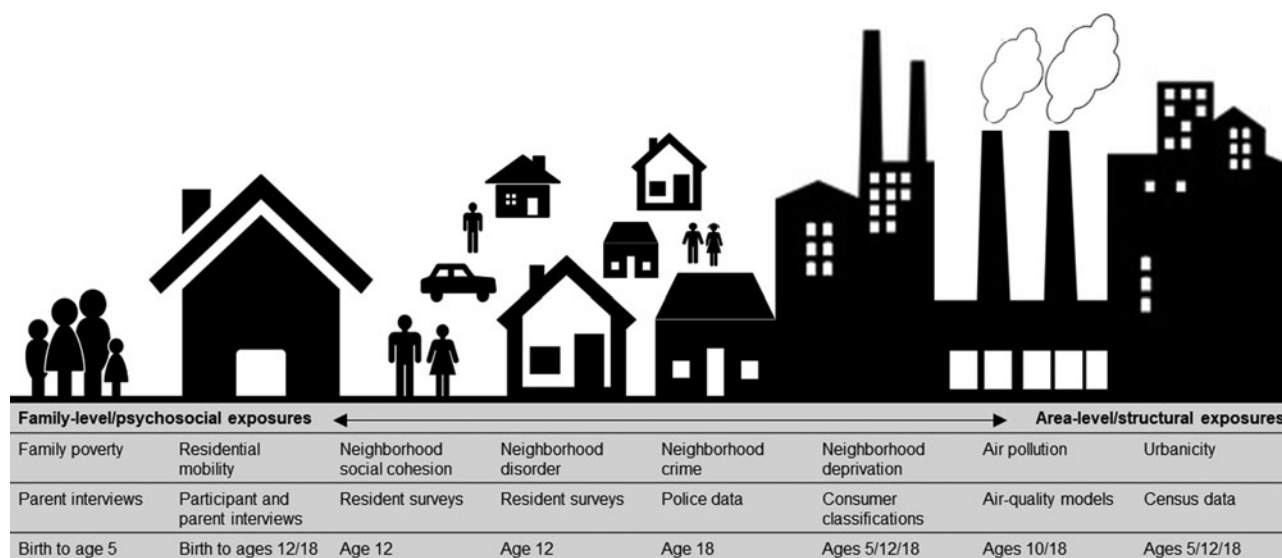 Family-level/psychosocial exposures Area-level/structural exposures
Family poverty Residential mobility Neighborhood social cohesion Neighborhood disorder Neighborhood crime Neighborhood deprivation Air pollution Urbanicity
Parent interviews Participant and parent interviews Resident surveys Resident surveys Police data Consumer classifications Air-quality models Census data
Birth to age 5 Birth to ages 12/18 Age 12 Age 12 Age 18 Ages 5/12/18 Ages 10/18 Ages 5/12/18